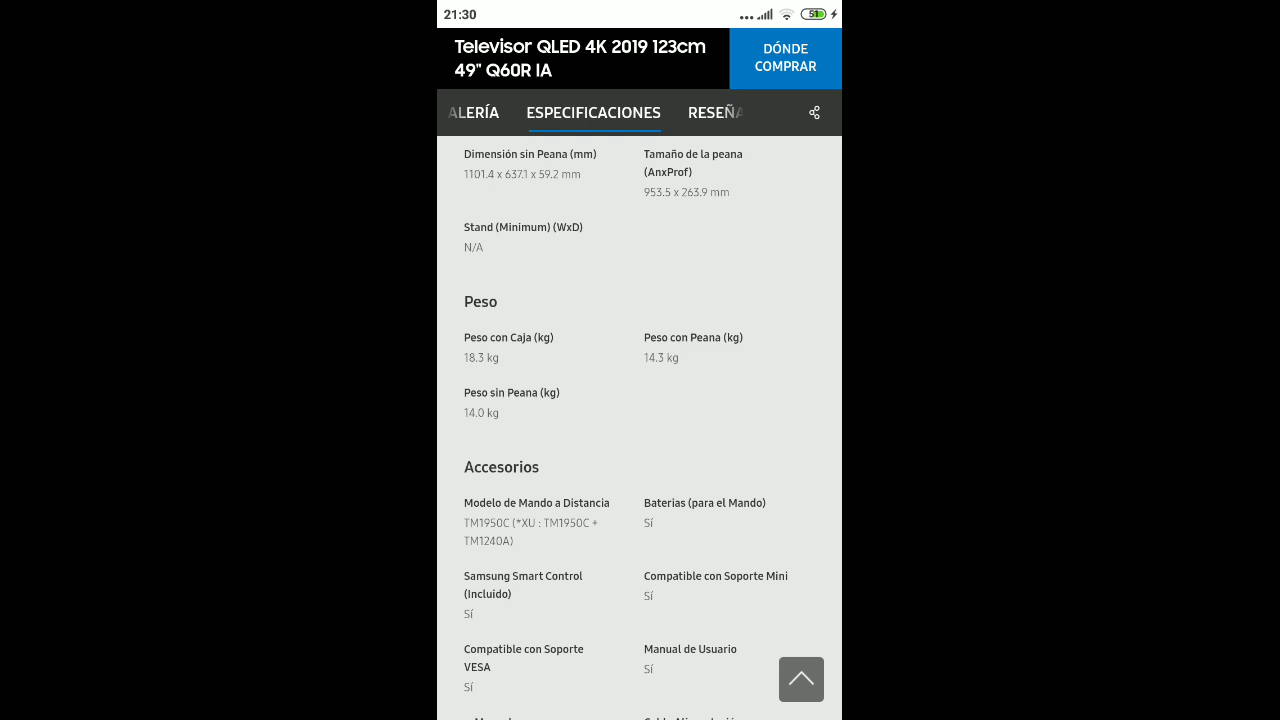 21:30
51
Televisor QLED 4K 2019 123cm
49" Q60R IA
DÓNDE
COMPRAR
ALERÍA
ESPECIFICACIONES
RESEÑA
Dimensión sin Peana (mm)
1101.4 x 637.1 x 59.2 mm
Tamaño de la peana
(AnxProf)
953.5 x 263.9 mm
Stand (Minimum) (WxD)
N/A
Peso
Peso con Caja (kg)
18.3 kg
Peso con Peana (kg)
14.3 kg
Peso sin Peana (kg)
14.0 kg
Accesorios
Modelo de Mando a Distancia
TM1950C (*XU : TM1950C +
TM1240A)
Baterias (para el Mando)
Sí
Samsung Smart Control
(Incluido)
Sí
Compatible con Soporte Mini
Sí
Compatible con Soporte
VESA
Sí
Manual de Usuario
Sí